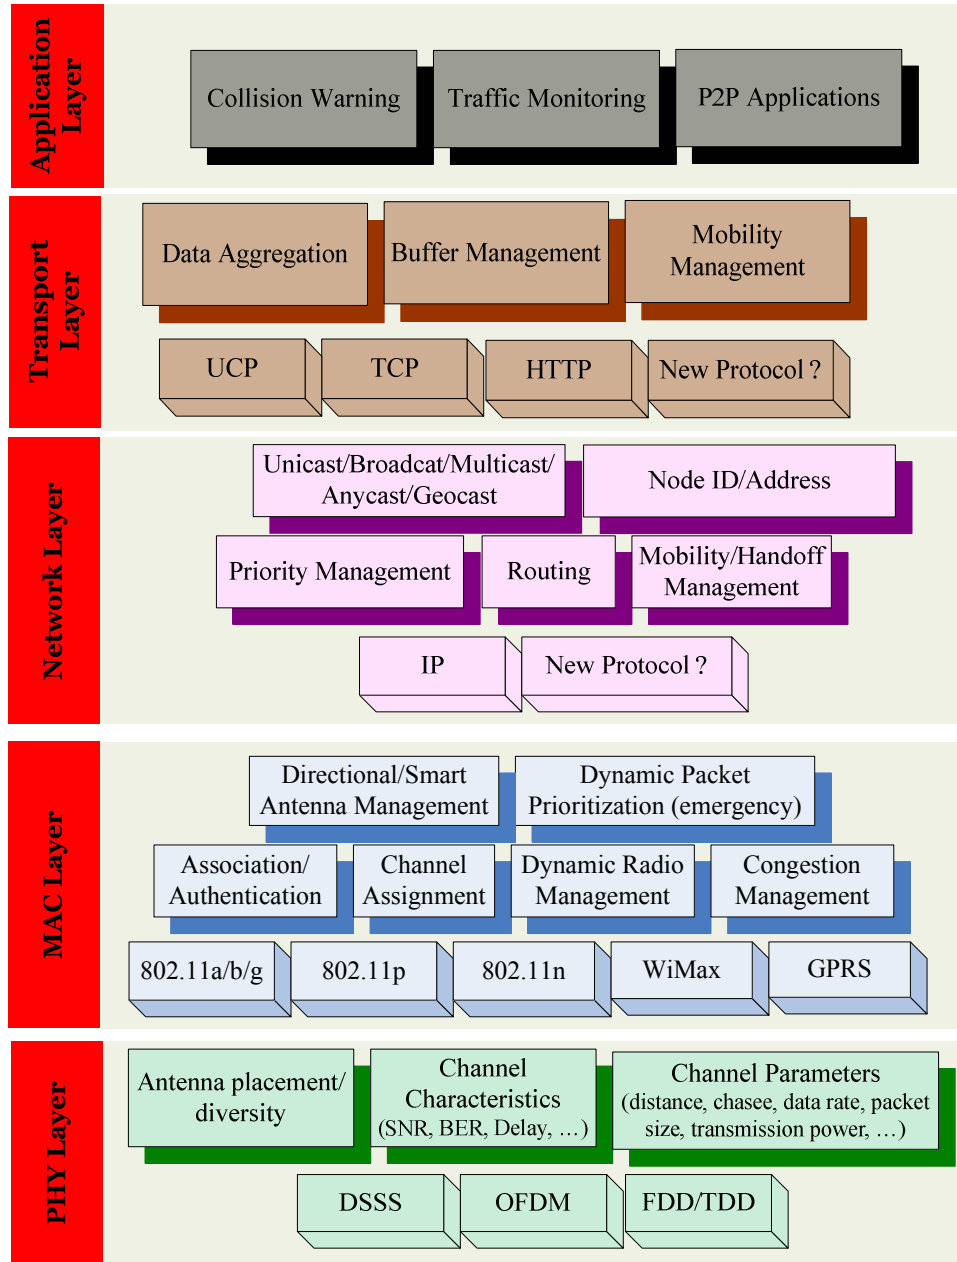 Application
Layer
Collision Warning
Traffic Monitoring
P2P Applications
Transport
Layer
Data Aggregation
Buffer Management
Mobility
Management
UCP
TCP
HTTP
New Protocol ?
Network Layer
Unicast/Broadcat/Multicast/
Anycast/Geocast
Node ID/Address
Priority Management
Routing
Mobility/Handoff
Management
IP
New Protocol ?
MAC Layer
Directional/Smart
Antenna Management
Dynamic Packet
Prioritization (emergency)
Association/
Authentication
Channel
Assignment
Dynamic Radio
Management
Congestion
Management
802.11a/b/g
802.11p
802.11n
WiMax
GPRS
PHY Layer
Antenna placement/
diversity
Channel
Characteristics
(SNR, BER, Delay, …)
Channel Parameters
(distance, chasee, data rate, packet
size, transmission power, …)
DSSS
OFDM
FDD/TDD